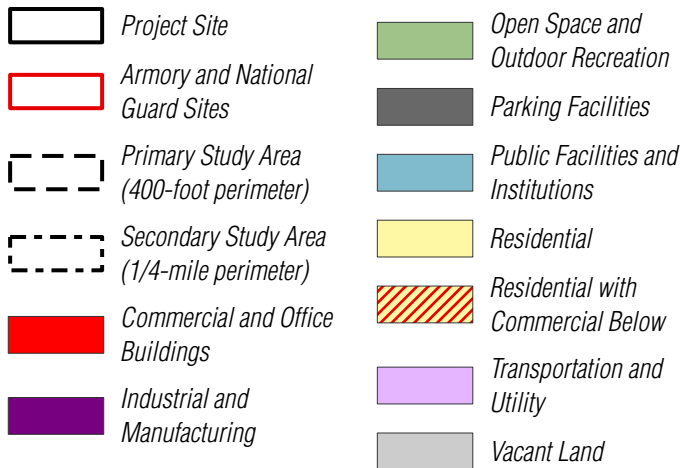 Project Site
Armory and National
Guard Sites
Primary Study Area
(400-foot perimeter)
Secondary Study Area
(1/4-mile perimeter)
Commercial and Office
Buildings
Industrial and
Manufacturing
Open Space and
Outdoor Recreation
Parking Facilities
Public Facilities and
Institutions
Residential
Residential with
Commercial Below
Transportation and
Utility
Vacant Land